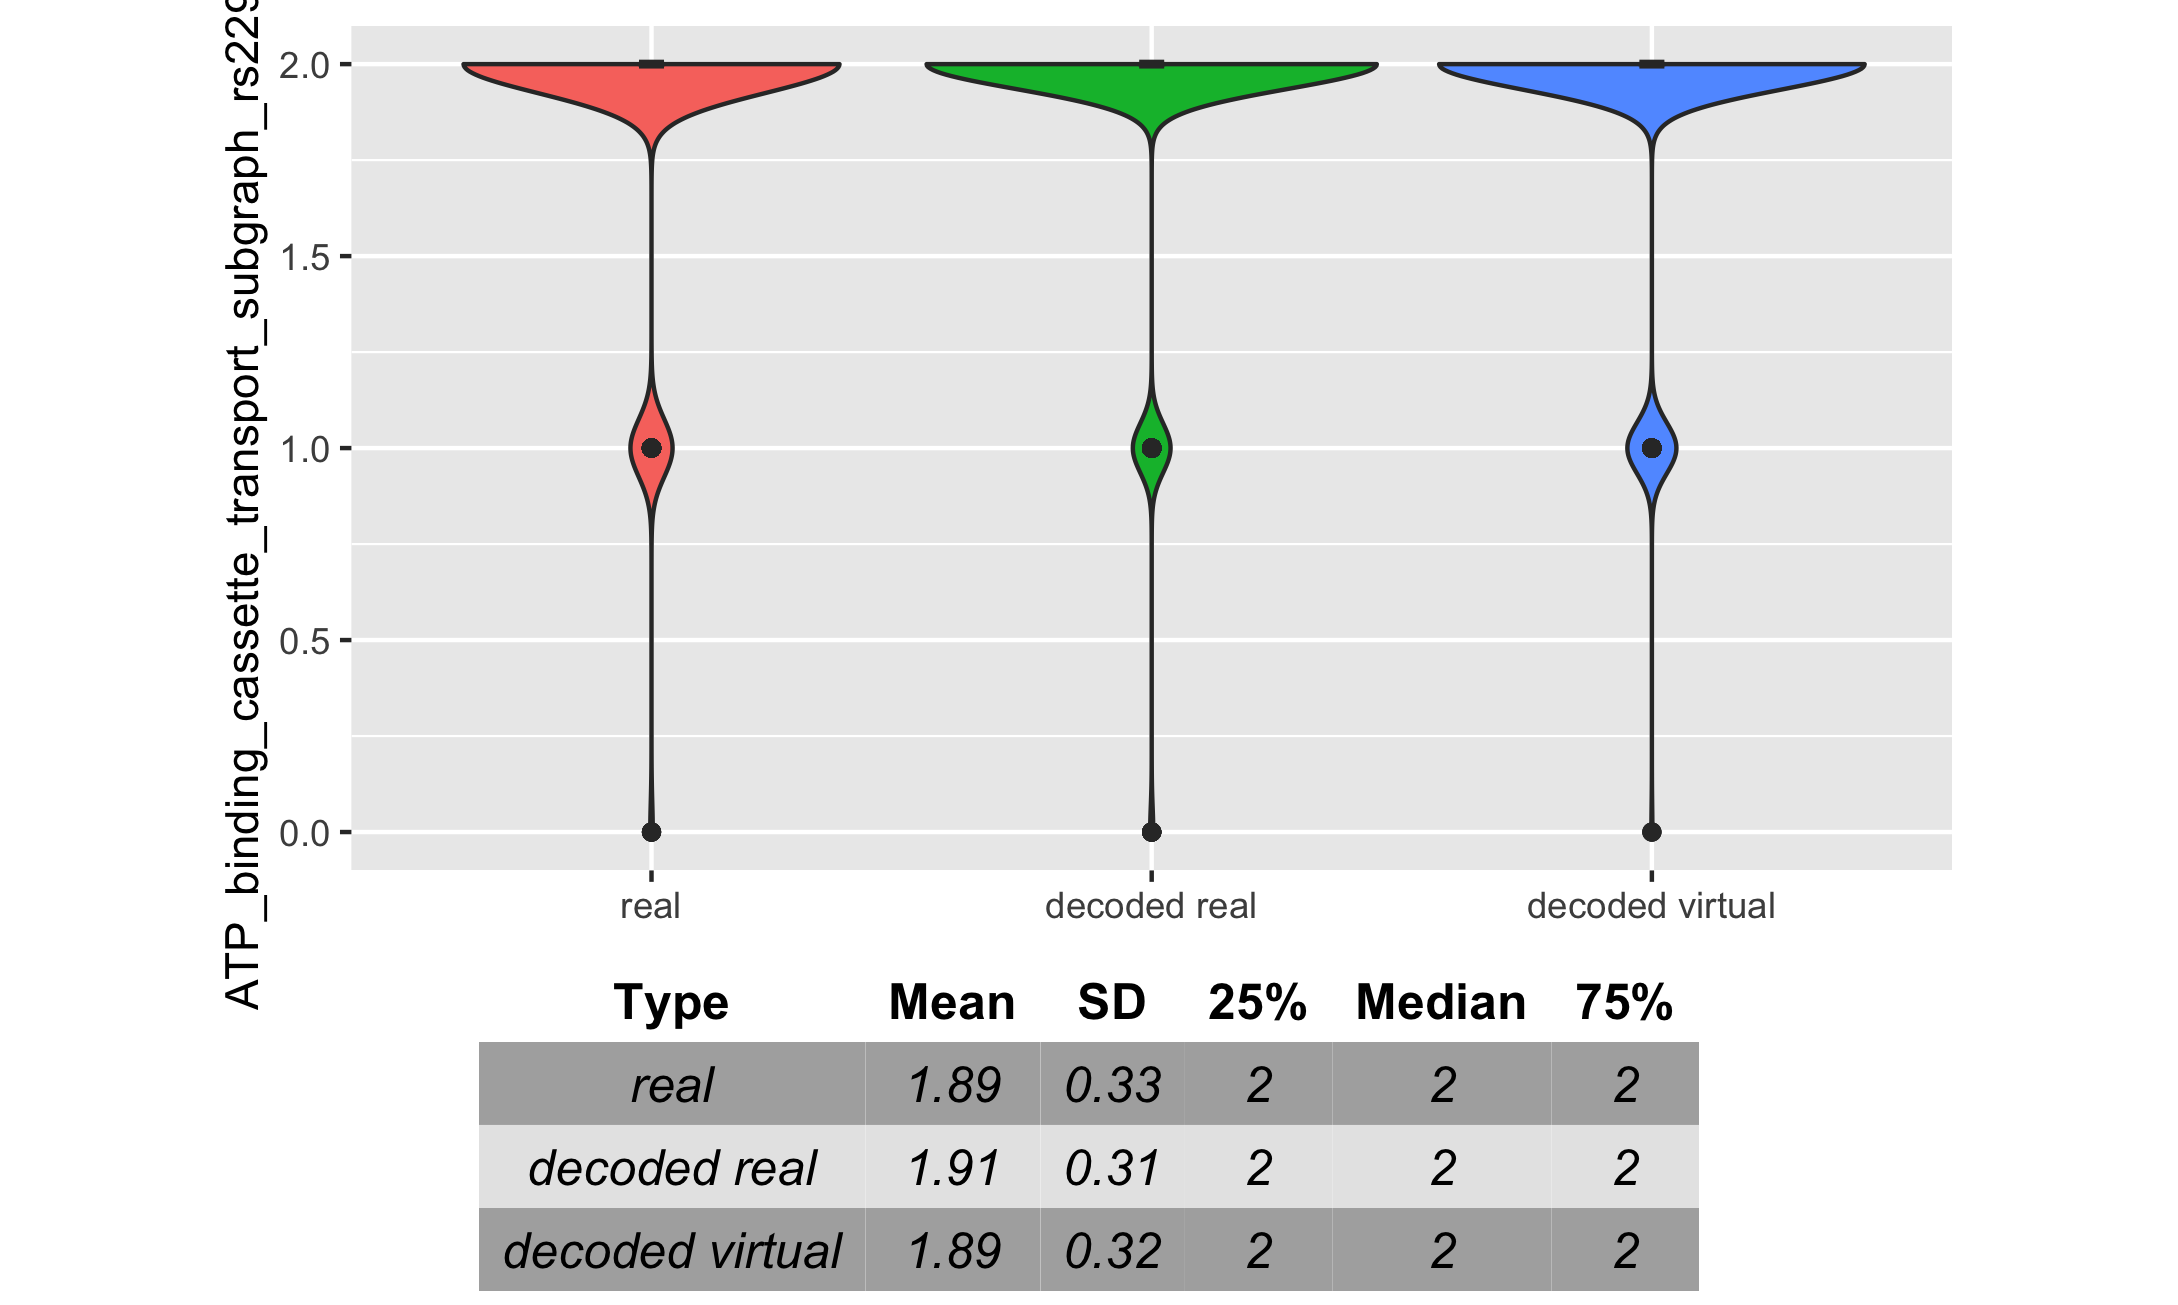 ATP_binding_cassette_transport_subgraph_rs229
2.0
1.5
1.0
0.5
0.0
real decoded real decoded virtual
Type Mean SD 25% Median 75%
real 1.89 0.33 2 2 2
decoded real 1.91 0.31 2 2 2
decoded virtual 1.89 0.32 2 2 2